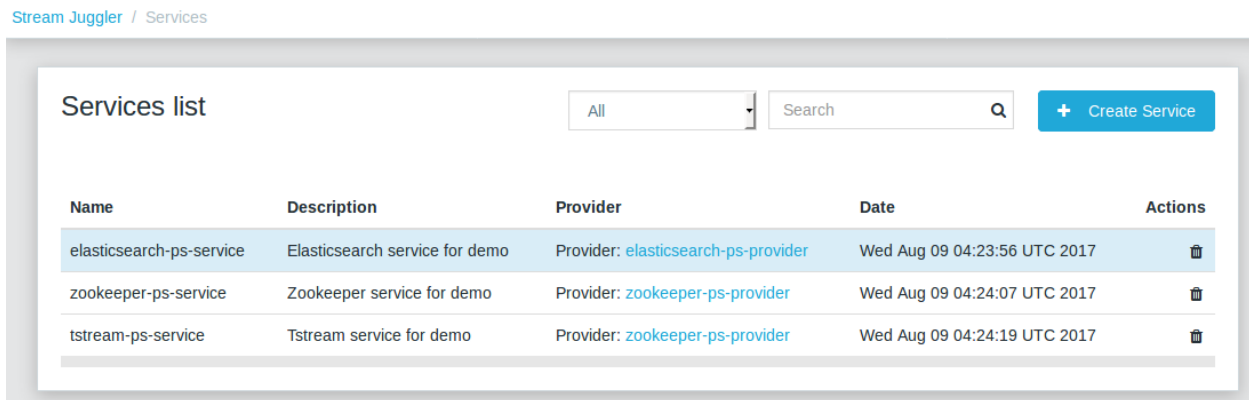 Stream Juggler / Services
Services list All Search Create Service
Name Description Provider Date Actions
elasticsearch-ps-service Elasticsearch service for demo Provider: elasticsearch-ps-provider Wed Aug 09 04:23:56 UTC 2017
zookeeper-ps-service Zookeeper service for demo Provider: zookeeper-ps-provider Wed Aug 09 04:24:07 UTC 2017
tstream-ps-service Tstream service for demo Provider: zookeeper-ps-provider Wed Aug 09 04:24:19 UTC 2017